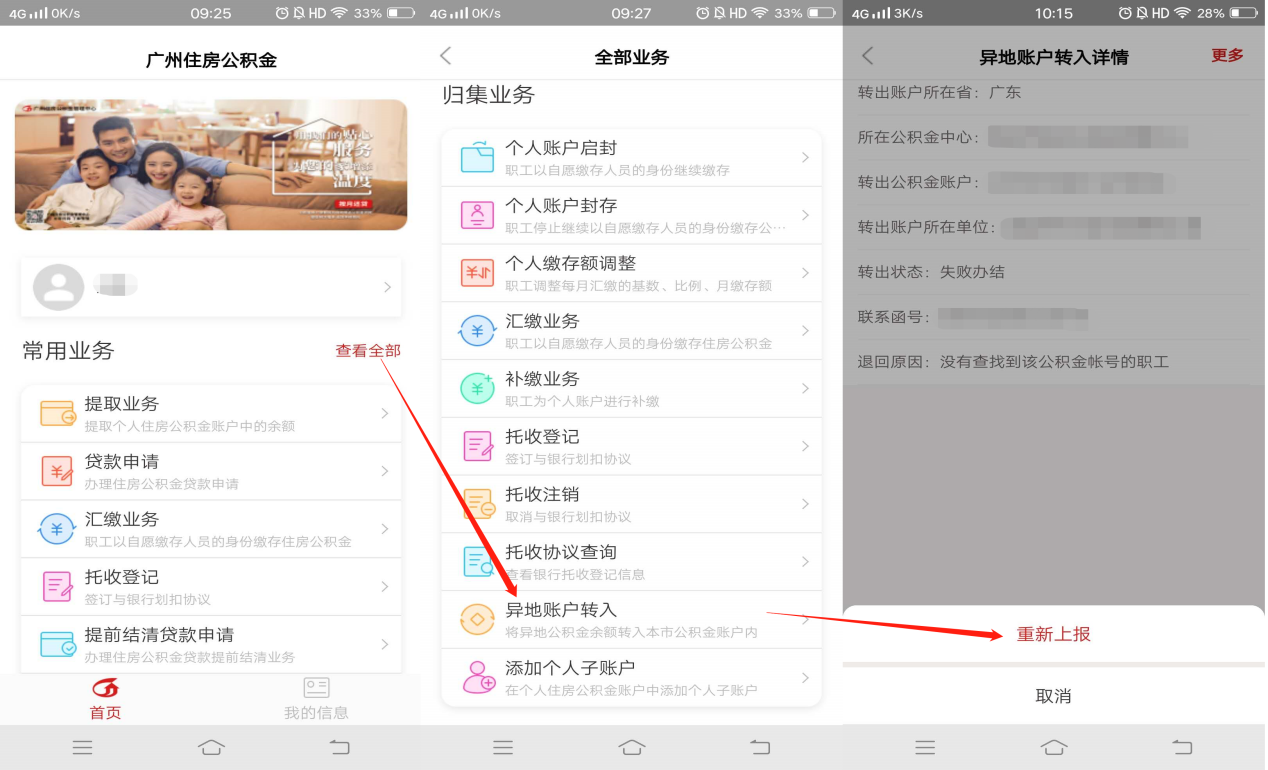 4G 0K/s 09:25 HD 33%
广州住房公积金
服务
温度
常用业务 查看全部
提取业务
提取个人住房公积金账户中的余额
贷款申请
办理住房公积金贷款申请
汇缴业务
职工以自愿缴存人员的身份缴存住房公积金
托收登记
签订与银行划扣协议
提前结清贷款申请
办理住房公积金贷款提前结清业务
首页 我的信息
4G 0K/s 09:27 HD 33%
全部业务
归集业务
个人账户启封
职工以自愿缴存人员的身份继续缴存
个人账户封存
职工停止继续以自愿缴存人员的身份缴存公…
个人缴存额调整
职工调整每月汇缴的基数、比例、月缴存额
汇缴业务
职工以自愿缴存人员的身份缴存住房公积金
补缴业务
职工为个人账户进行补缴
托收登记
签订与银行划扣协议
托收注销
取消与银行划扣协议
托收协议查询
查看银行托收登记信息
异地账户转入
将异地公积金余额转入本市公积金账户内
添加个人子账户
在个人住房公积金账户中添加个人子账户
4G 3K/s 10:15 HD 28%
异地账户转入详情 更多
转出账户所在省：广东
所在公积金中心：
转出公积金账户：
转出账户所在单位：
转出状态：失败办结
联系函号：
退回原因：没有查找到该公积金帐号的职工
重新上报
取消